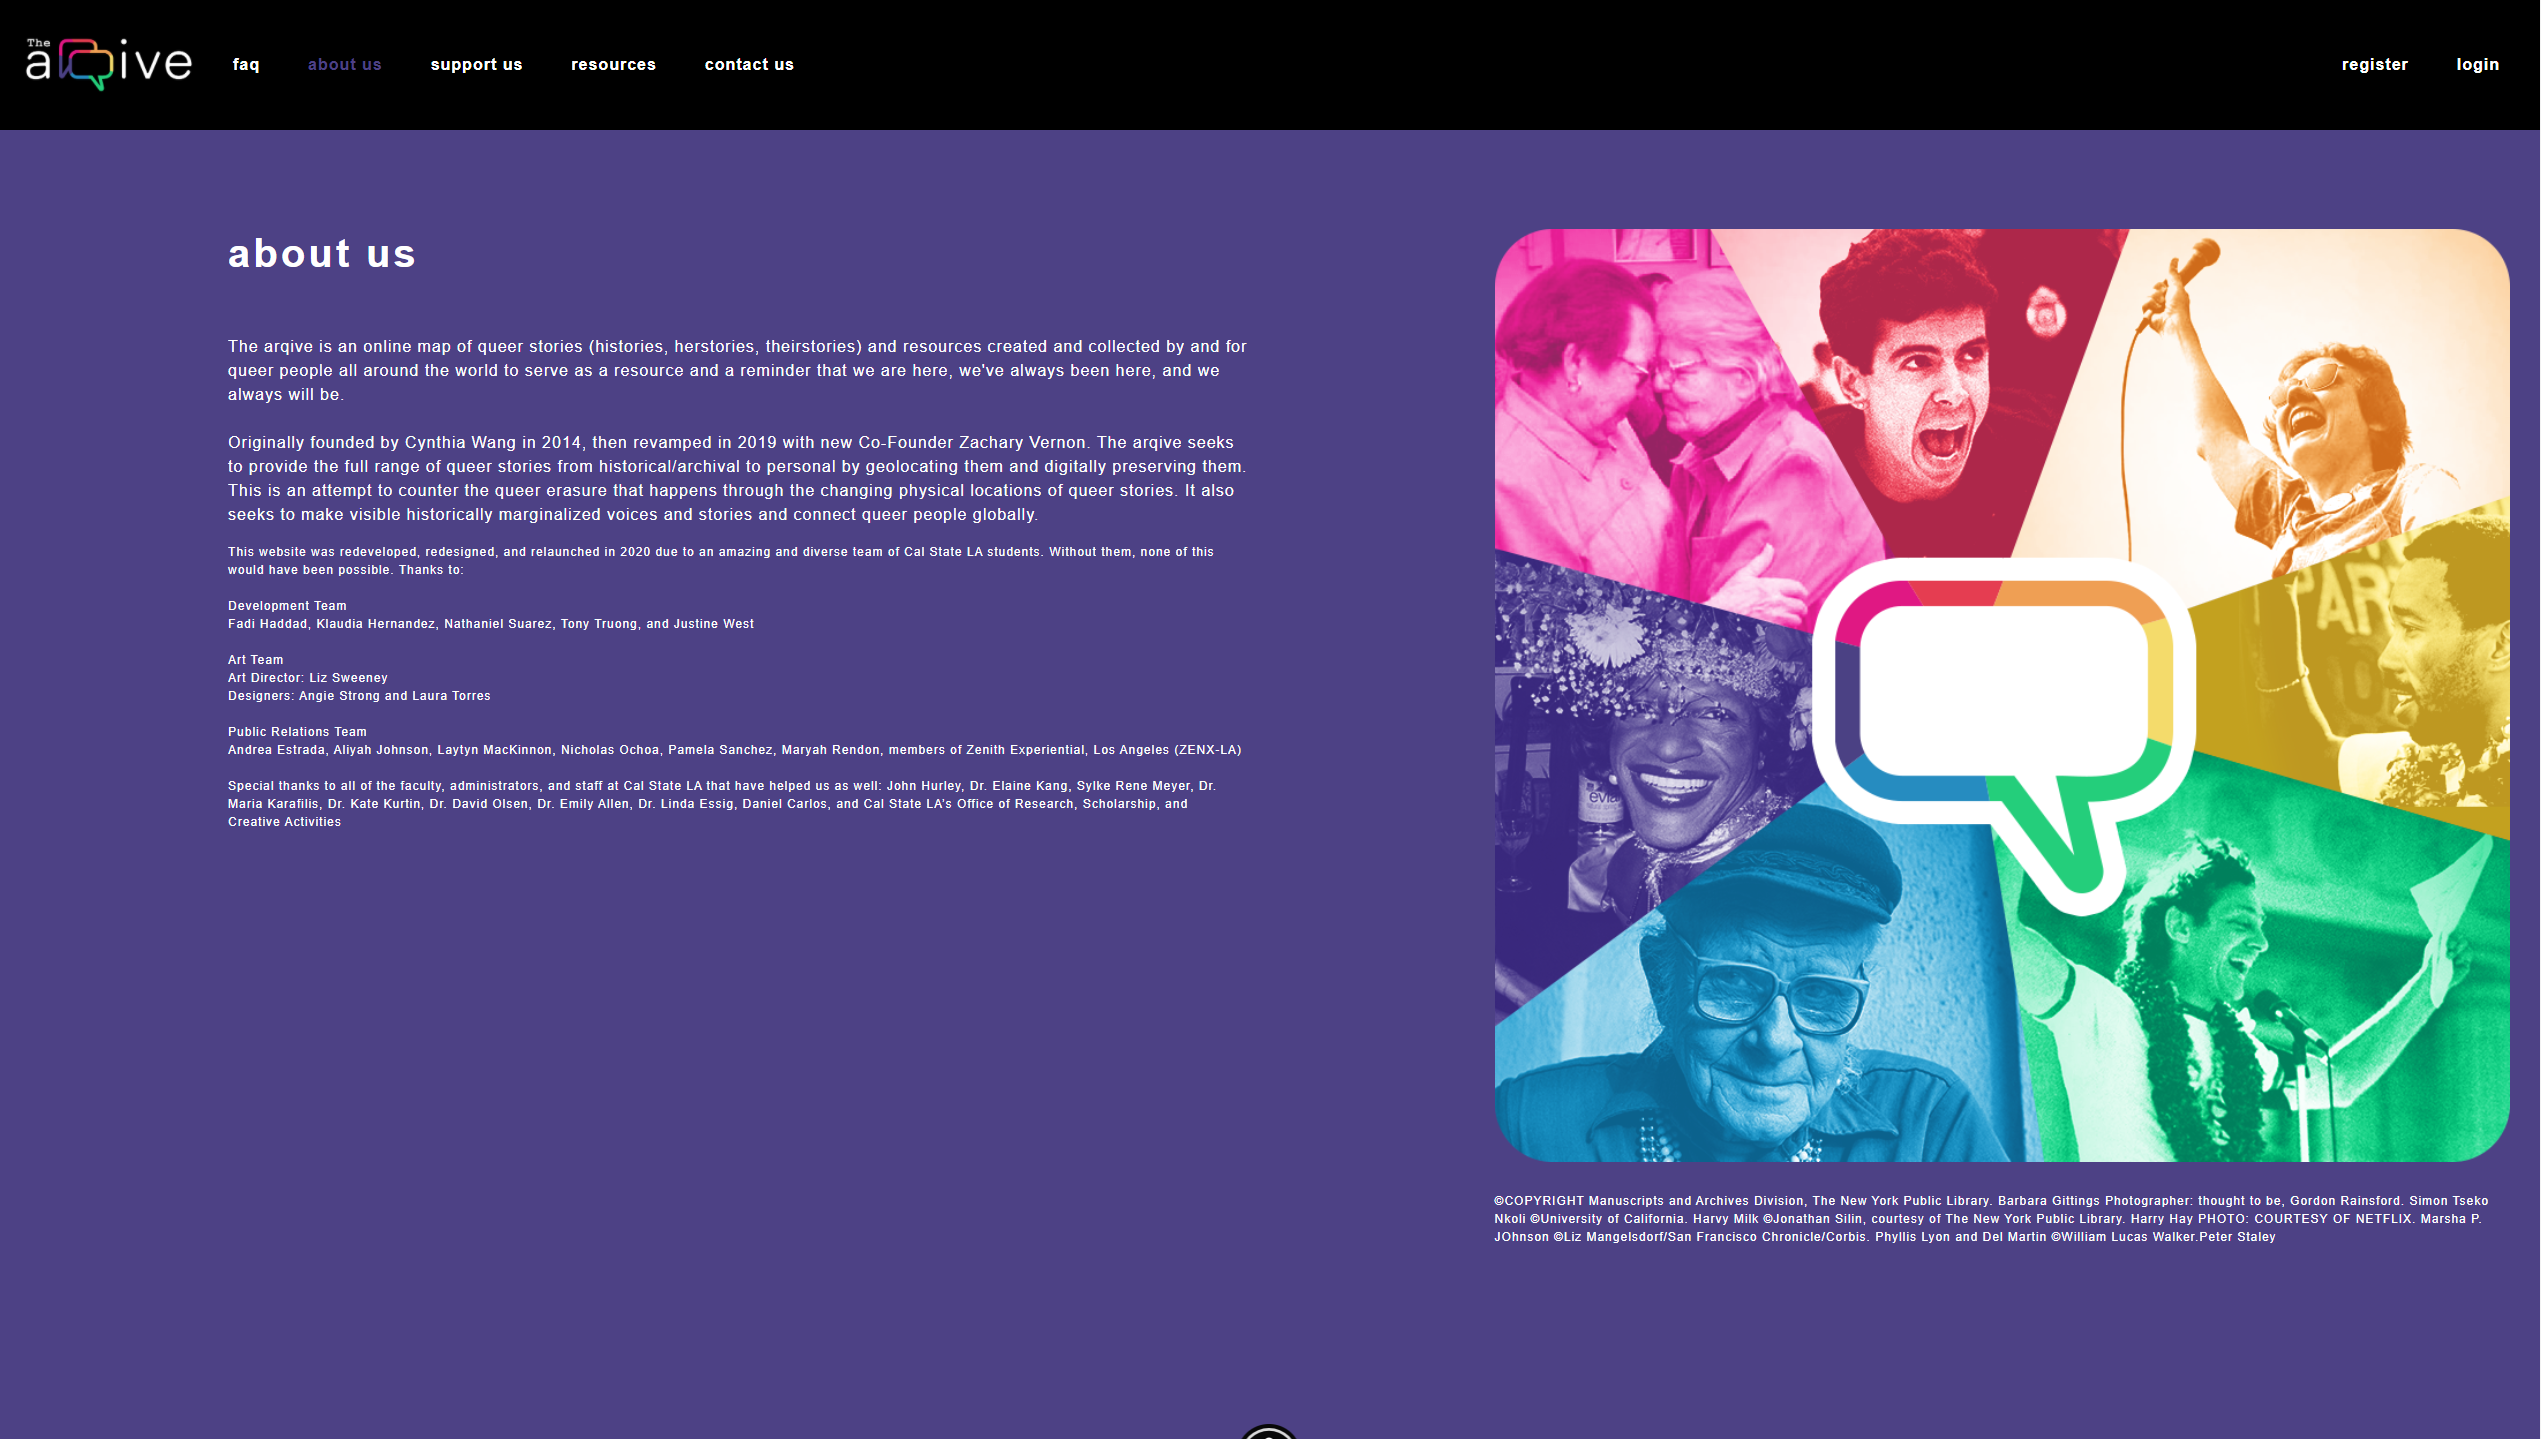 The
arqive
faq
about us
support us
resources
contact us
register
login
about us
The arqive is an online map of queer stories (histories, herstories, theirstories) and resources created and collected by and for
queer people all around the world to serve as a resource and a reminder that we are here, we've always been here, and we
always will be.
Originally founded by Cynthia Wang in 2014, then revamped in 2019 with new Co-Founder Zachary Vernon. The arqive seeks
to provide the full range of queer stories from historical/archival to personal by geolocating them and digitally preserving them.
This is an attempt to counter the queer erasure that happens through the changing physical locations of queer stories. It also
seeks to make visible historically marginalized voices and stories and connect queer people globally.
This website was redeveloped, redesigned, and relaunched in 2020 due to an amazing and diverse team of Cal State LA students. Without them, none of this
would have been possible. Thanks to:
Development Team
Fadi Haddad, Klaudia Hernandez, Nathaniel Suarez, Tony Truong, and Justine West
Art Team
Art Director: Liz Sweeney
Designers: Angie Strong and Laura Torres
Public Relations Team
Andrea Estrada, Aliyah Johnson, Laytyn MacKinnon, Nicholas Ochoa, Pamela Sanchez, Maryah Rendon, members of Zenith Experiential, Los Angeles (ZENX-LA)
Special thanks to all of the faculty, administrators, and staff at Cal State LA that have helped us as well: John Hurley, Dr. Elaine Kang, Sylke Rene Meyer, Dr.
Maria Karafilis, Dr. Kate Kurtin, Dr. David Olsen, Dr. Emily Allen, Dr. Linda Essig, Daniel Carlos, and Cal State LA's Office of Research, Scholarship, and
Creative Activities
PAR
evia
©COPYRIGHT Manuscripts and Archives Division, The New York Public Library. Barbara Gittings Photographer: thought to be, Gordon Rainsford. Simon Tseko
Nkoli ©University of California. Harvy Milk ©Jonathan Silin, courtesy of The New York Public Library. Harry Hay PHOTO: COURTESY OF NETFLIX. Marsha P.
JOhnson ©Liz Mangelsdorf/San Francisco Chronicle/Corbis. Phyllis Lyon and Del Martin ©William Lucas Walker.Peter Staley